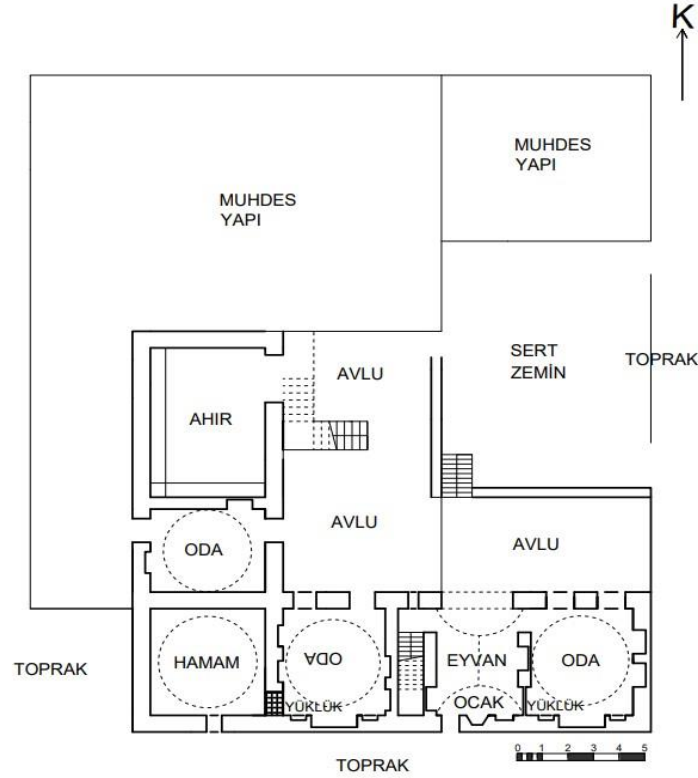 K
MUHDES
YAPI
MUHDES
YAPI
SERT
ZEMİN
TOPRAK
AVLU
AHIR
AVLU
AVLU
ODA
HAMAM
ODA
EYVAN
ODA
TOPRAK
OCAK
YÜKLÜK
YÜKLÜK
TOPRAK
0 1 2 3 4 5